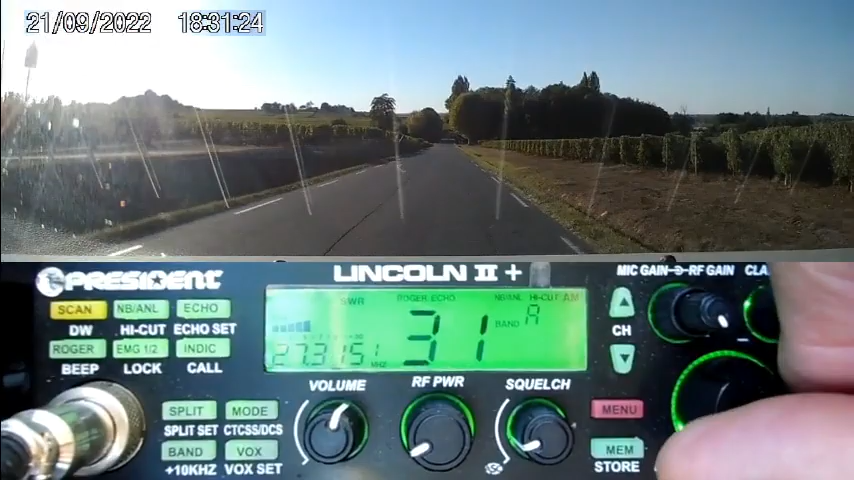 21/09/2022 18:31:24
PRESIDENT LINCOLN II + MIC GAIN RF GAIN CLA
SCAN NB/ANL ECHO
DW HI-CUT ECHO SET
ROGER EMG 1/2 INDIC
BEEP LOCK CALL
SWR ROGER ECHO NB/ANL HI-CUT AM
31 BAND A
27.3151
MHz
CH
VOLUME RF PWR SQUELCH
SPLIT MODE
SPLIT SET CTCSS/DCS
BAND VOX
+10KHZ VOX SET
MENU
MEM
STORE